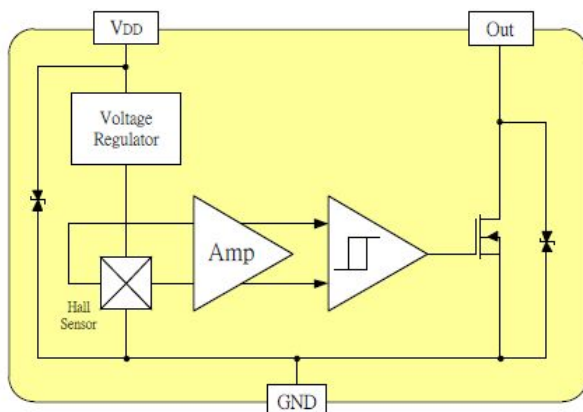 VDD
Out
Voltage
Regulator
Amp
Hall
Sensor
GND